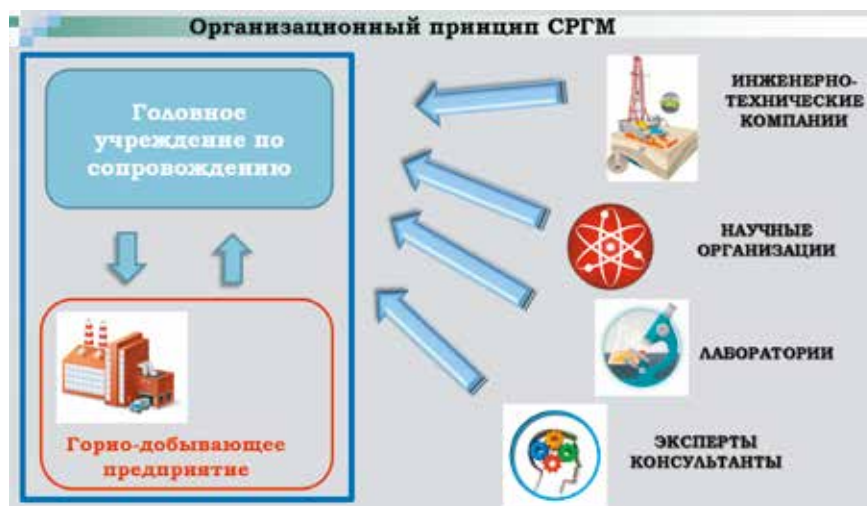 Организационный принцип СРГМ
Головное
учреждение по
сопровождению
Горно-добывающее
предприятие
ИНЖЕНЕРНО-
ТЕХНИЧЕСКИЕ
КОМПАНИИ
НАУЧНЫЕ
ОРГАНИЗАЦИИ
ЛАБОРАТОРИИ
ЭКСПЕРТЫ
КОНСУЛЬТАНТЫ